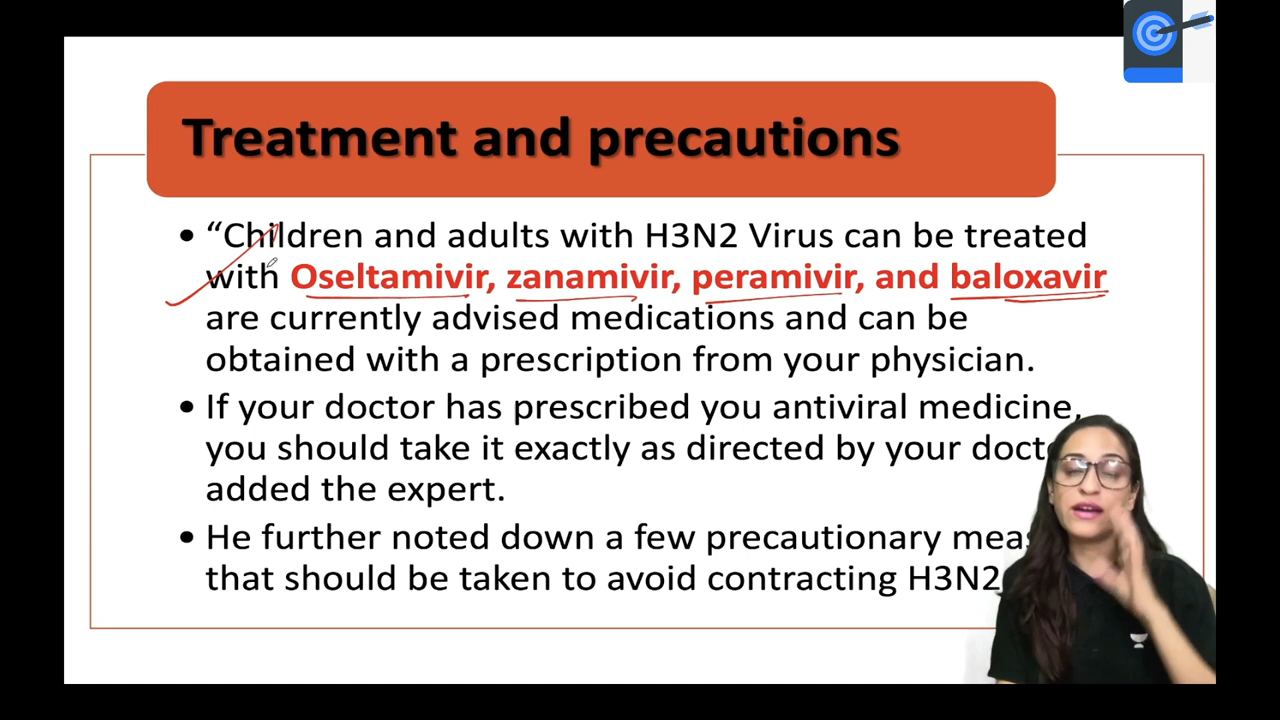 Treatment and precautions
• “Children and adults with H3N2 Virus can be treated
with Oseltamivir, zanamivir, peramivir, and baloxavir
are currently advised medications and can be
obtained with a prescription from your physician.
• If your doctor has prescribed you antiviral medicine,
you should take it exactly as directed by your
added the expert.
• He further noted down a few precautionary
that should be taken to avoid contracting H3N2